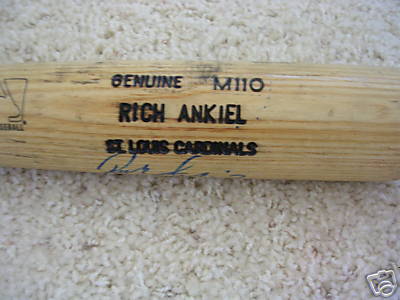 GENUINE M110
RICH ANKIEL
ST. LOUIS CARDINALS